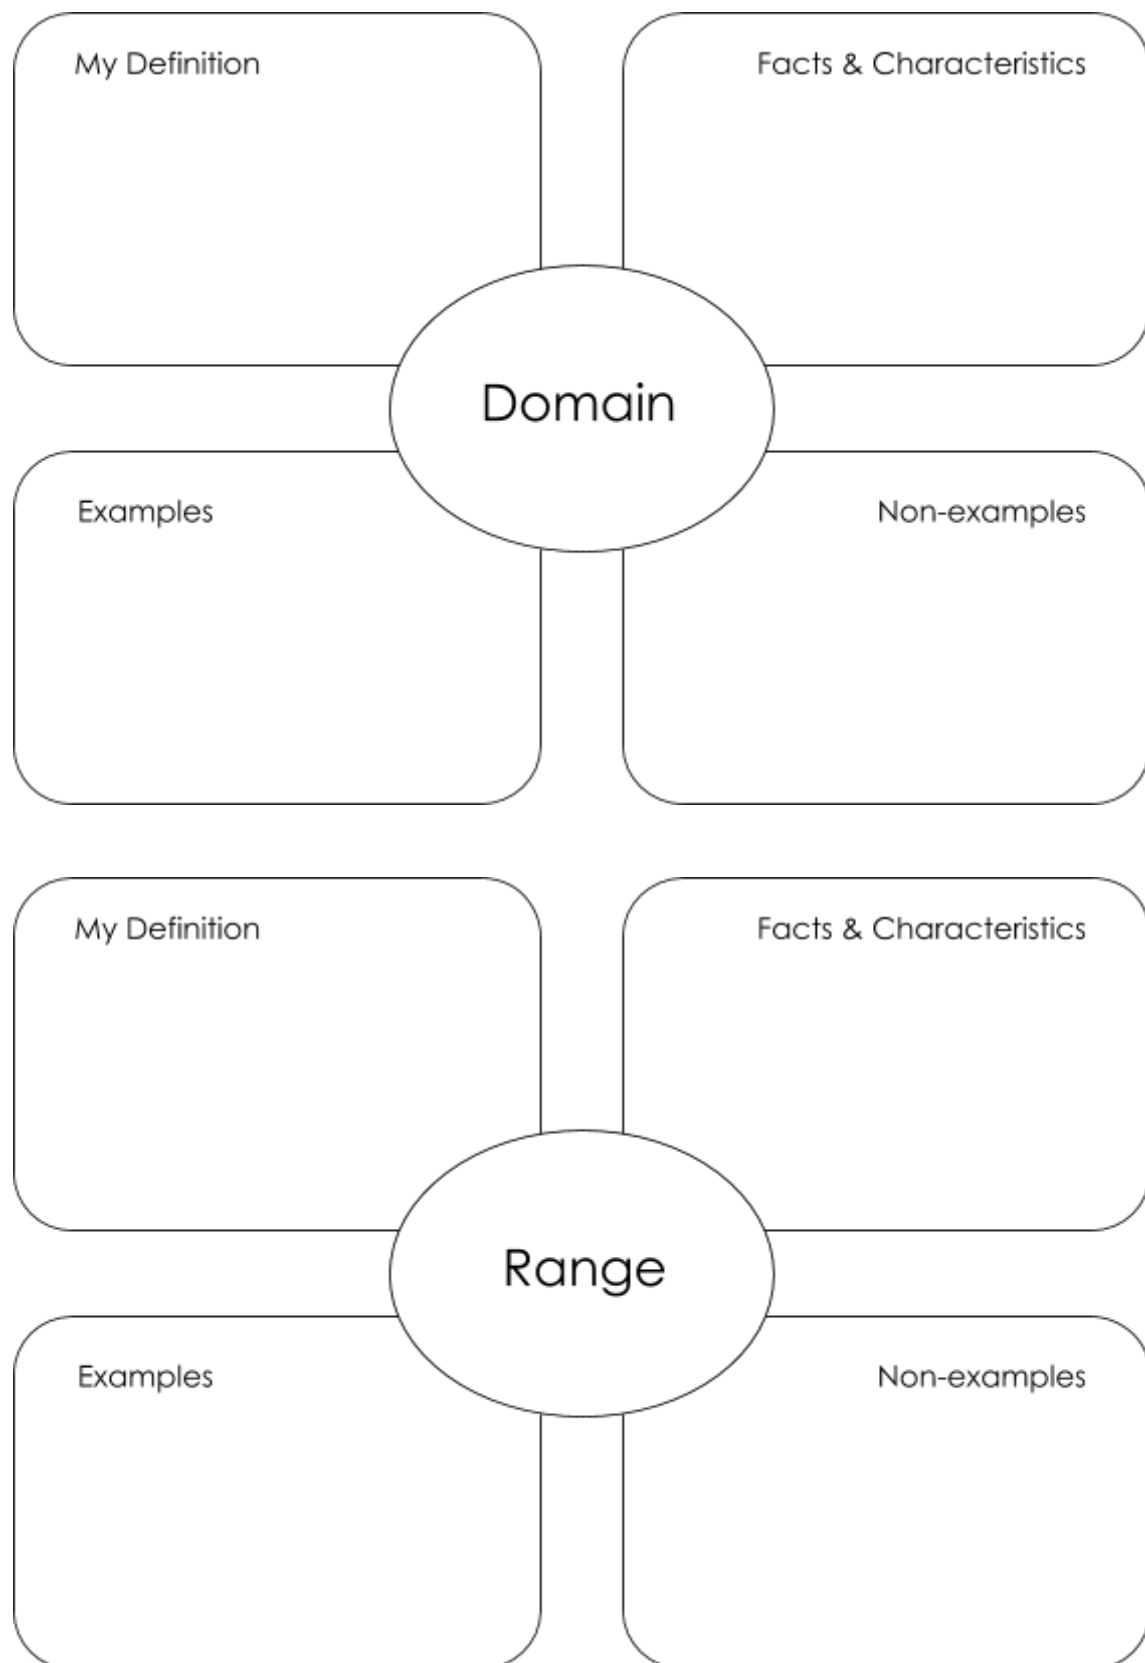 My Definition
Facts & Characteristics
Domain
Examples
Non-examples
My Definition
Facts & Characteristics
Range
Examples
Non-examples